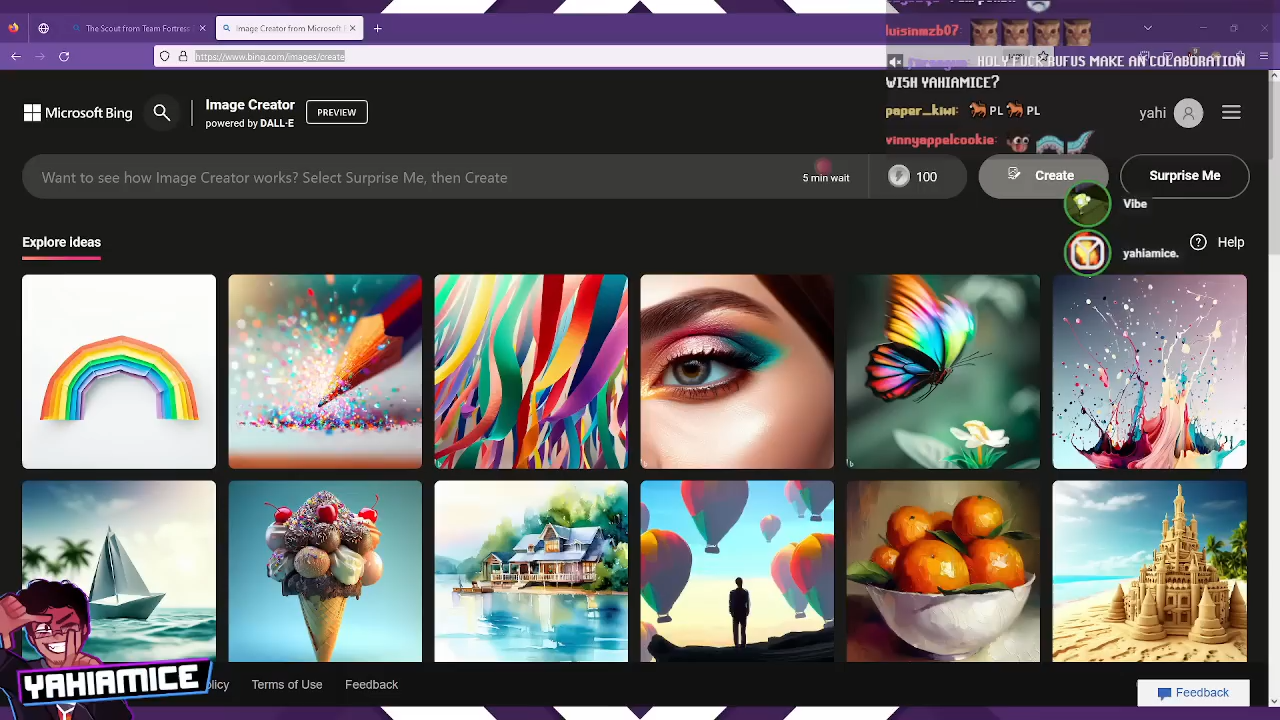 luisinmzb07:
The Scout from Team Fortress
Image Creator from Microsoft
https://www.bing.com/images/create
HOLY FUCK RUFUS MAKE AN COLABORATION
WISH YAHIAMICE?
Microsoft Bing
Image Creator
powered by DALL·E
PREVIEW
paper_kiwi: PL PL
yahi
vinnyappelcookie:
Want to see how Image Creator works? Select Surprise Me, then Create
5 min wait
100
Create
Surprise Me
Vibe
Explore ideas
yahiamice.
Help
YAHIAMICE
olicy
Terms of Use
Feedback
Feedback